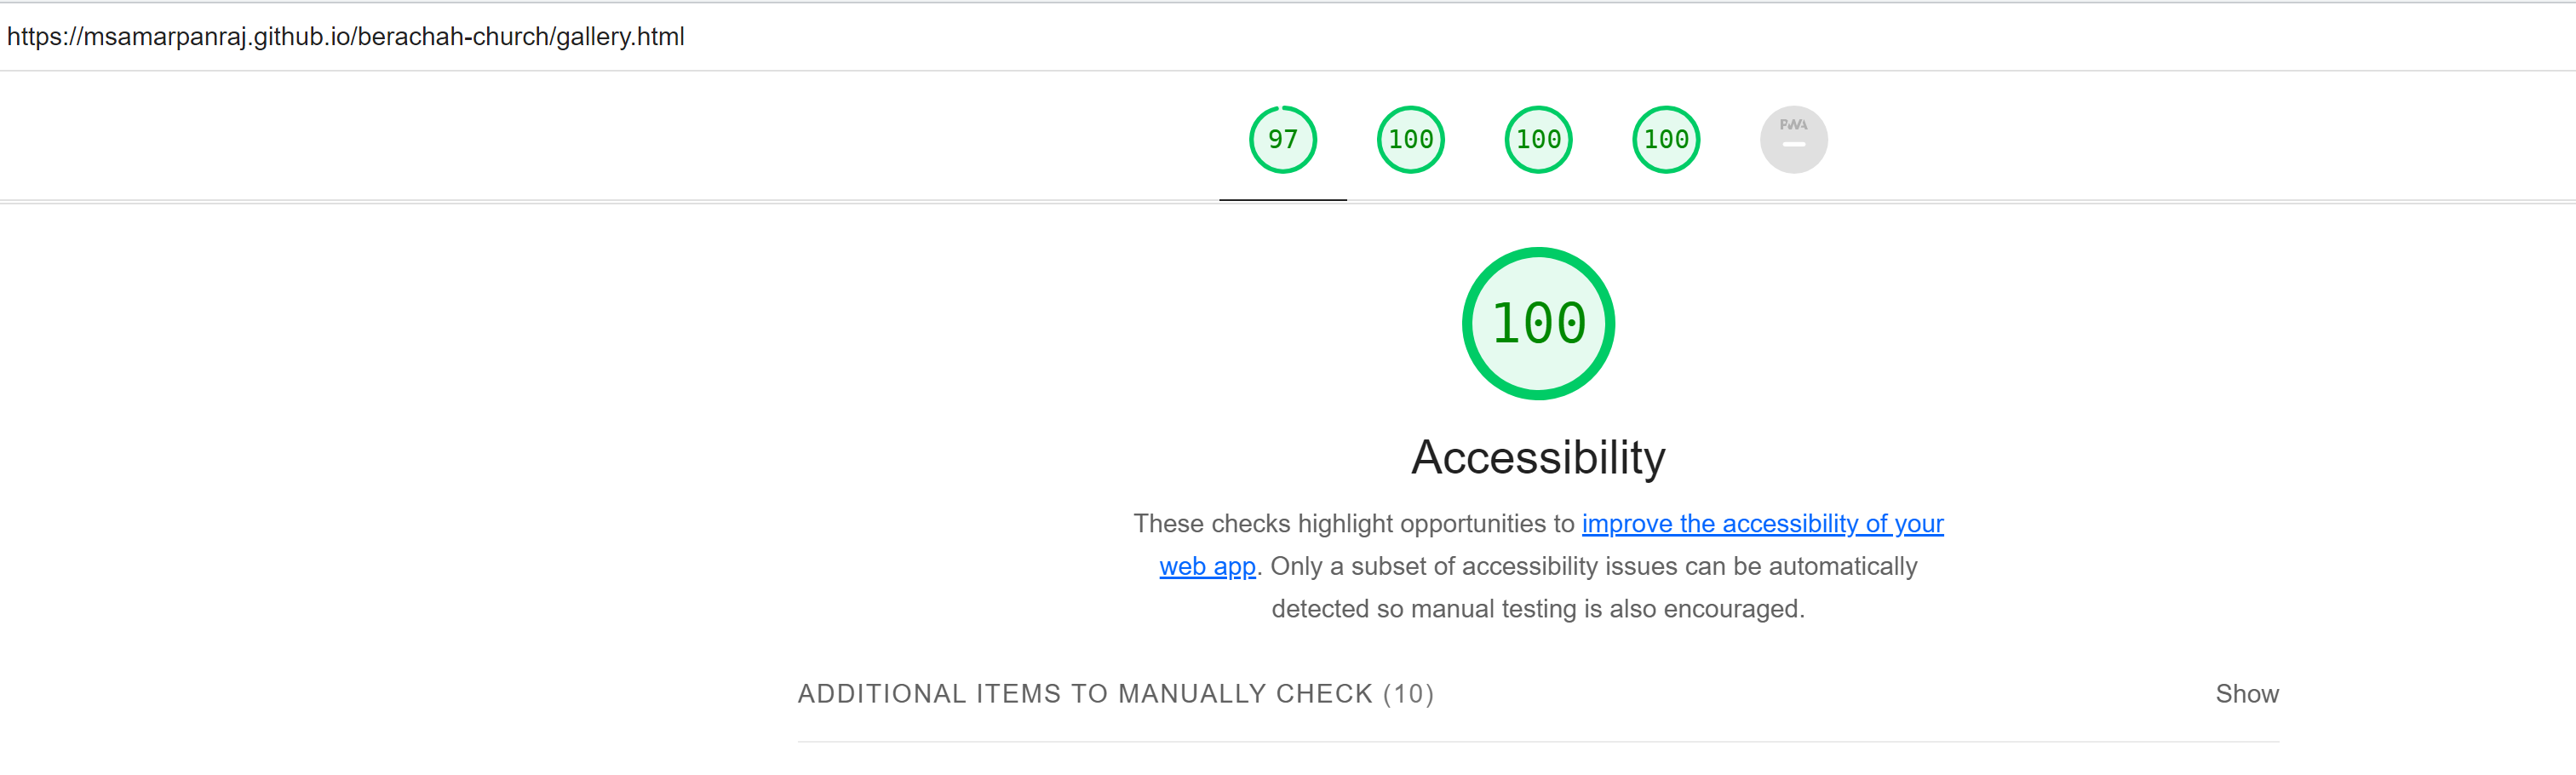 https://msamarpanraj.github.io/berachah-church/gallery.html
97 100 100 100 PWA
100
Accessibility
These checks highlight opportunities to improve the accessibility of your
web app. Only a subset of accessibility issues can be automatically
detected so manual testing is also encouraged.
ADDITIONAL ITEMS TO MANUALLY CHECK (10) Show